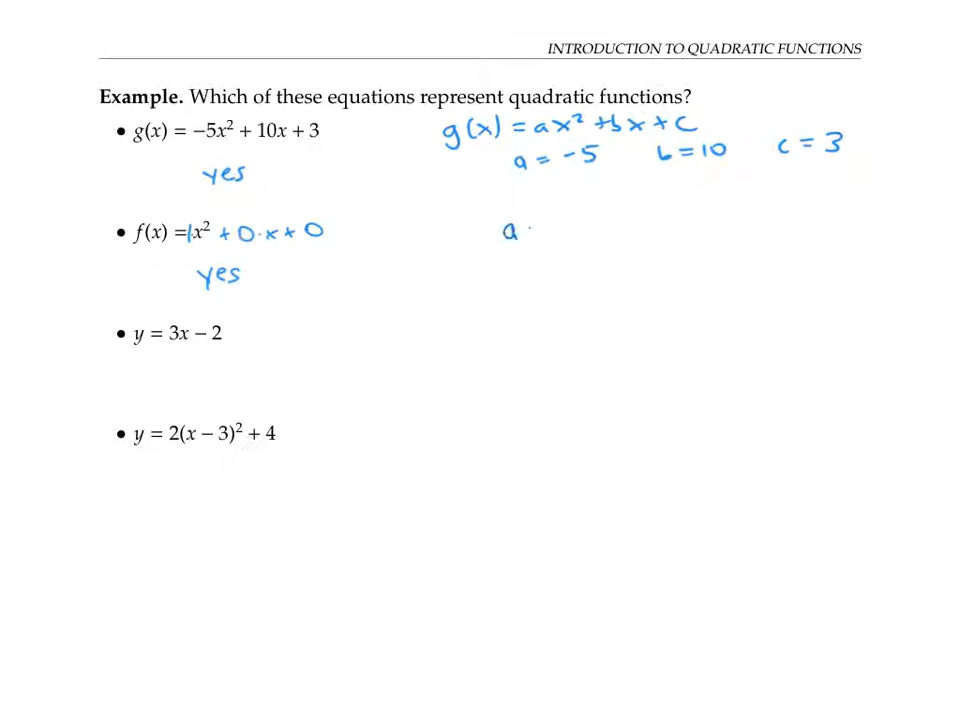 INTRODUCTION TO QUADRATIC FUNCTIONS
Example. Which of these equations represent quadratic functions?
• g(x) = −5x² + 10x + 3
g(x) = ax² + bx + c
a = -5 b = 10 c = 3
yes
• f(x) = 1x² + 0·x + 0
a
yes
• y = 3x − 2
• y = 2(x − 3)² + 4